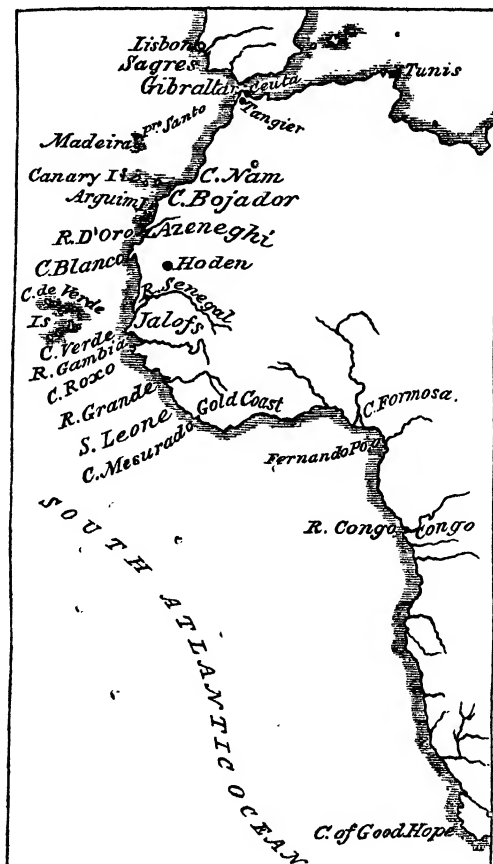 Lisbon
Sagres
Gibraltar
Ceuta
Tunis
Tangier
Pto Santo
Madeira
Canary Is
C. Nam
Arguim I.
C. Bojador
R. D'oro
Azeneghi
C. Blanco
Hoden
C. de Verde
Is
R. Senegal
Jalofs
C. Verde
R. Gambia
C. Roxo
R. Grande
S. Leone
Gold Coast
C. Mesurado
C. Formosa.
Fernando Po
R. Congo
Congo
SOUTH ATLANTIC OCEAN
C. of Good Hope